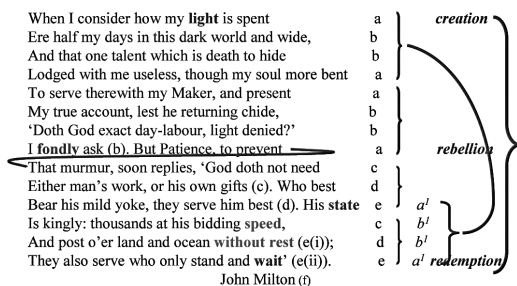 When I consider how my light is spent a creation
Ere half my days in this dark world and wide, b
And that one talent which is death to hide b
Lodged with me useless, though my soul more bent a
To serve therewith my Maker, and present a
My true account, lest he returning chide, b
‘Doth God exact day-labour, light denied?’ b
I fondly ask (b). But Patience, to prevent a rebellion
That murmur, soon replies, ‘God doth not need c
Either man’s work, or his own gifts (c). Who best d
Bear his mild yoke, they serve him best (d). His state e a¹
Is kingly: thousands at his bidding speed, c b¹
And post o’er land and ocean without rest (e(i)); d b¹
They also serve who only stand and wait’ (e(ii)). e a¹ redemption
John Milton (f)